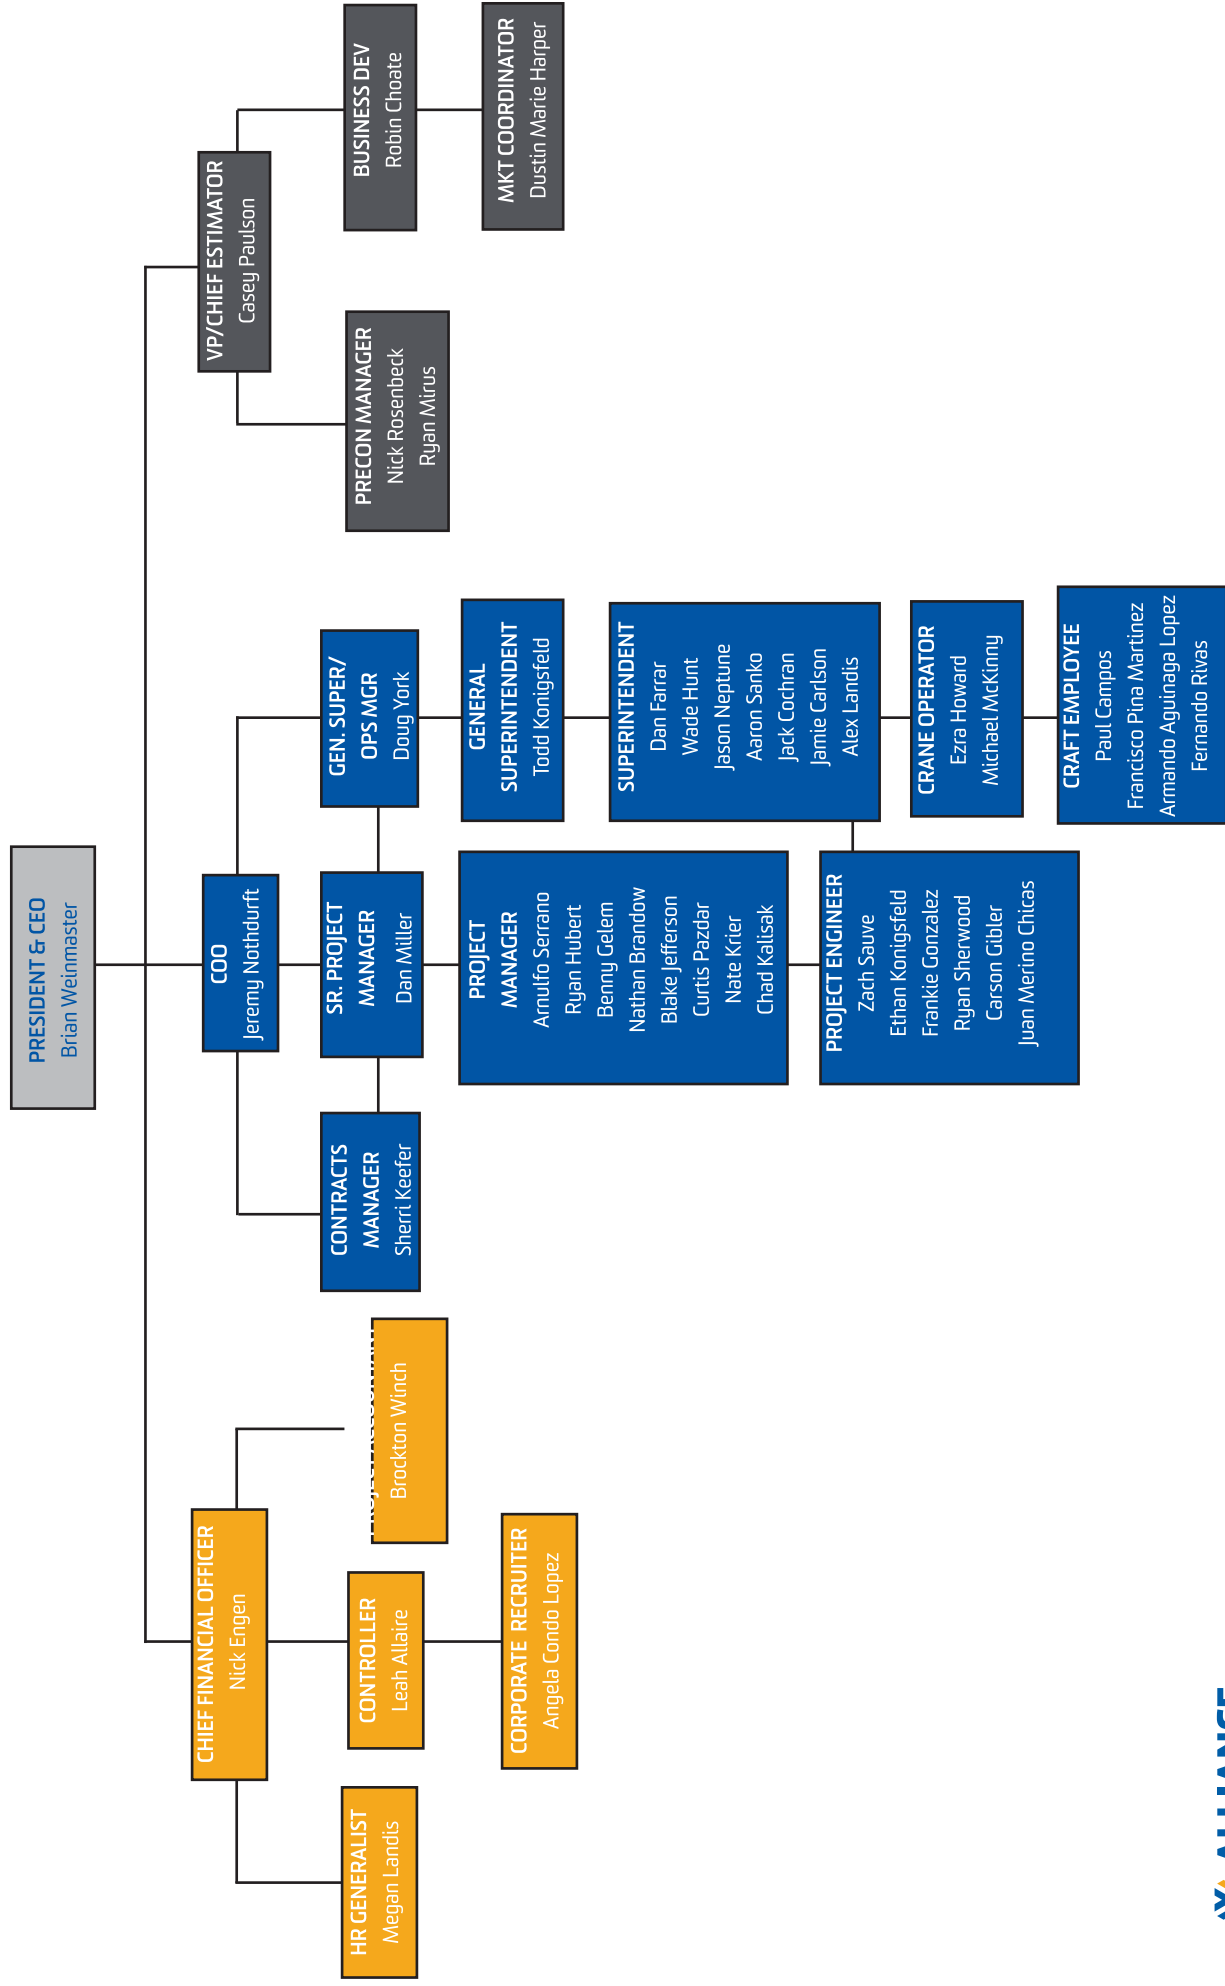 PRESIDENT & CEO
Brian Weinmaster
CHIEF FINANCIAL OFFICER
Nick Engen
HR GENERALIST
Megan Landis
CONTROLLER
Leah Allaire
CORPORATE RECRUITER
Angela Condo Lopez
Brockton Winch
COO
Jeremy Nothdurft
CONTRACTS
MANAGER
Sherri Keefer
SR. PROJECT
MANAGER
Dan Miller
GEN. SUPER/
OPS MGR
Doug York
PROJECT
MANAGER
Arnulfo Serrano
Ryan Hubert
Benny Gelem
Nathan Brandow
Blake Jefferson
Curtis Pazdar
Nate Krier
Chad Kalisak
PROJECT ENGINEER
Zach Sauve
Ethan Konigsfeld
Frankie Gonzalez
Ryan Sherwood
Carson Gibler
Juan Merino Chicas
GENERAL
SUPERINTENDENT
Todd Konigsfeld
SUPERINTENDENT
Dan Farrar
Wade Hunt
Jason Neptune
Aaron Sanko
Jack Cochran
Jamie Carlson
Alex Landis
CRANE OPERATOR
Ezra Howard
Michael McKinny
CRAFT EMPLOYEE
Paul Campos
Francisco Pina Martinez
Armando Aguinaga Lopez
Fernando Rivas
VP/CHIEF ESTIMATOR
Casey Paulson
PRECON MANAGER
Nick Rosenbeck
Ryan Mirus
BUSINESS DEV
Robin Choate
MKT COORDINATOR
Dustin Marie Harper
ALLIANCE